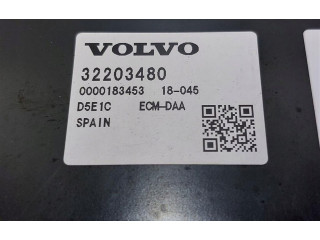 VOLVO
32203480
0000183453 18-045
D5E1C ECM-DAA
SPAIN